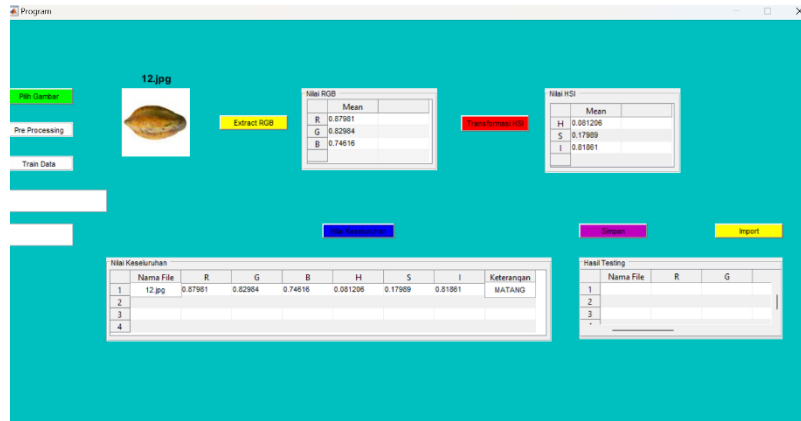 Program
12.jpg
Pilih Gambar
Pre Processing
Train Data
Extract RGB
Nilai RGB
Mean
R 0.87981
G 0.82984
B 0.74616
Transformasi HSI
Nilai HSI
Mean
H 0.081206
S 0.17989
I 0.81861
Nilai Keseluruhan
Simpan
Import
Nilai Keseluruhan
Nama File R G B H S I Keterangan
1 12.jpg 0.87981 0.82984 0.74616 0.081206 0.17989 0.81861 MATANG
2
3
4
Hasil Testing
Nama File R G
1
2
3